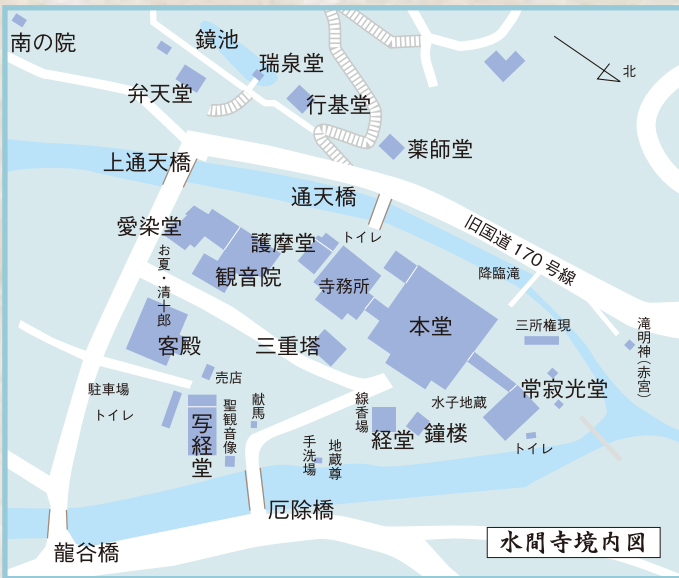 南の院
鏡池
瑞泉堂
弁天堂
行基堂
薬師堂
北
上通天橋
通天橋
旧国道170号線
愛染堂
護摩堂
トイレ
観音院
寺務所
降臨滝
お夏・清十郎
客殿
三重塔
本堂
三所権現
滝明神(赤宮)
駐車場
トイレ
売店
写経堂
聖観音像
献馬
線香場
水子地蔵
常寂光堂
経堂
鐘楼
手洗場
地蔵尊
トイレ
厄除橋
龍谷橋
水間寺境内図